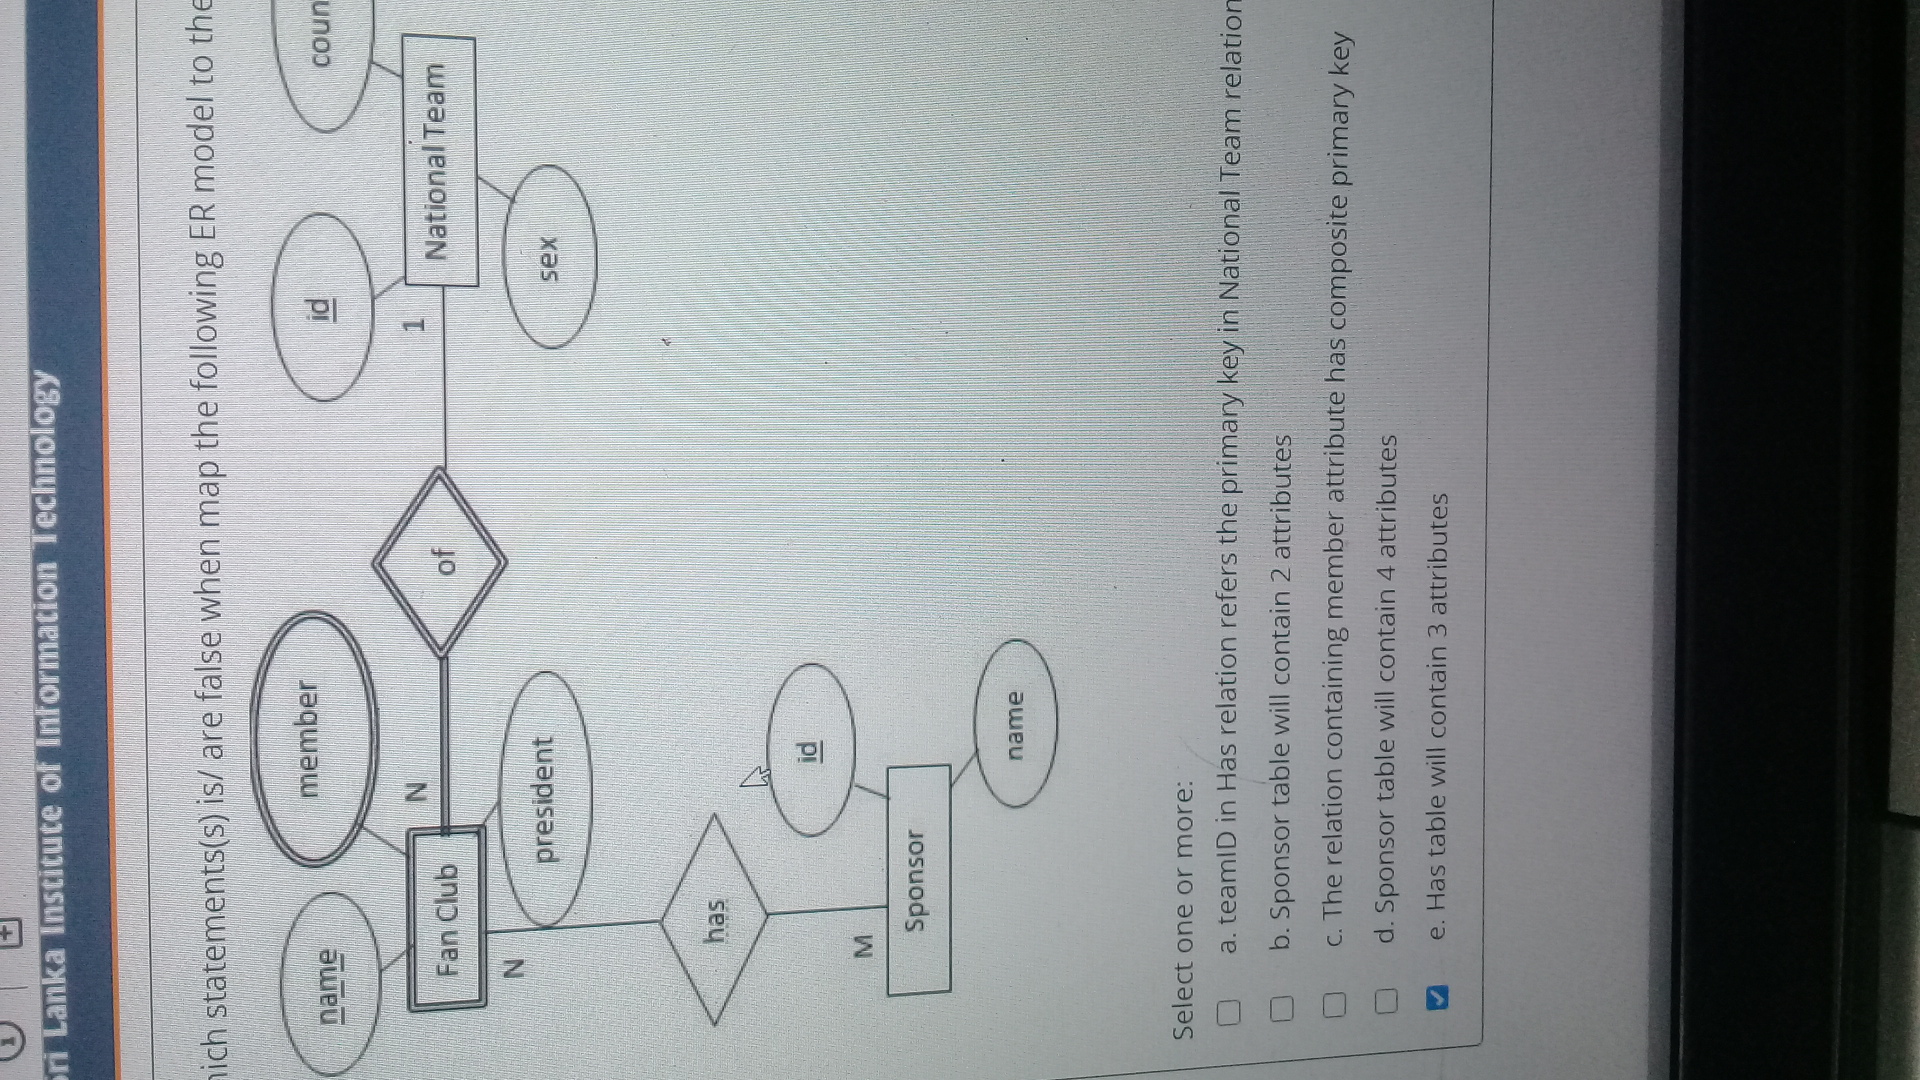 Sri Lanka Institute of Information Technology
hich statements(s) is/ are false when map the following ER model to the
name
member
id
coun
N
1
Fan Club
of
National Team
N
president
sex
has
id
M
Sponsor
name
Select one or more:
a. teamID in Has relation refers the primary key in National Team relation
b. Sponsor table will contain 2 attributes
c. The relation containing member attribute has composite primary key
d. Sponsor table will contain 4 attributes
e. Has table will contain 3 attributes